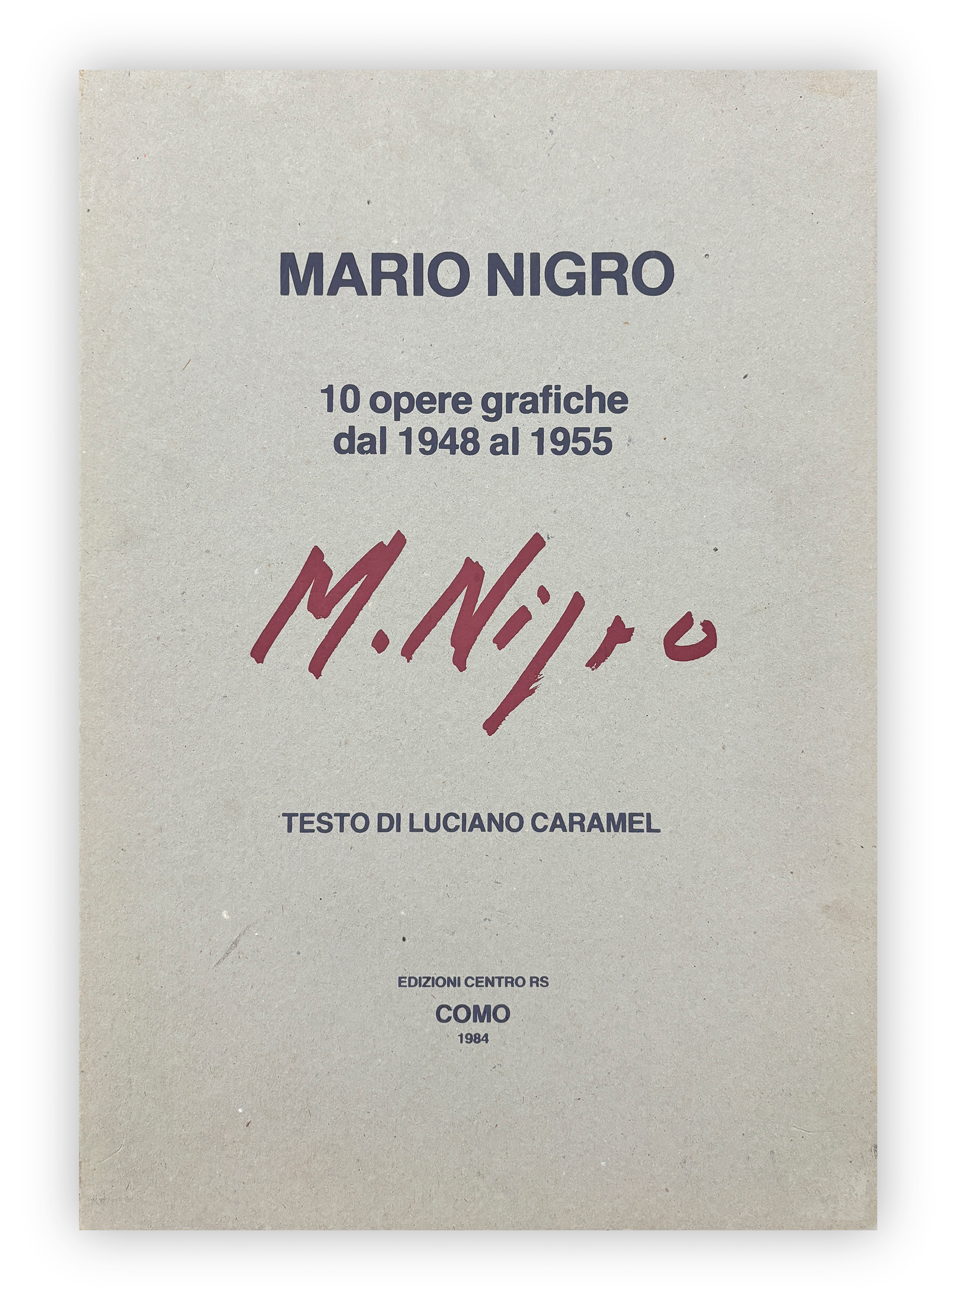 MARIO NIGRO
10 opere grafiche
dal 1948 al 1955
M. Nigro
TESTO DI LUCIANO CARAMEL
EDIZIONI CENTRO RS
COMO
1984